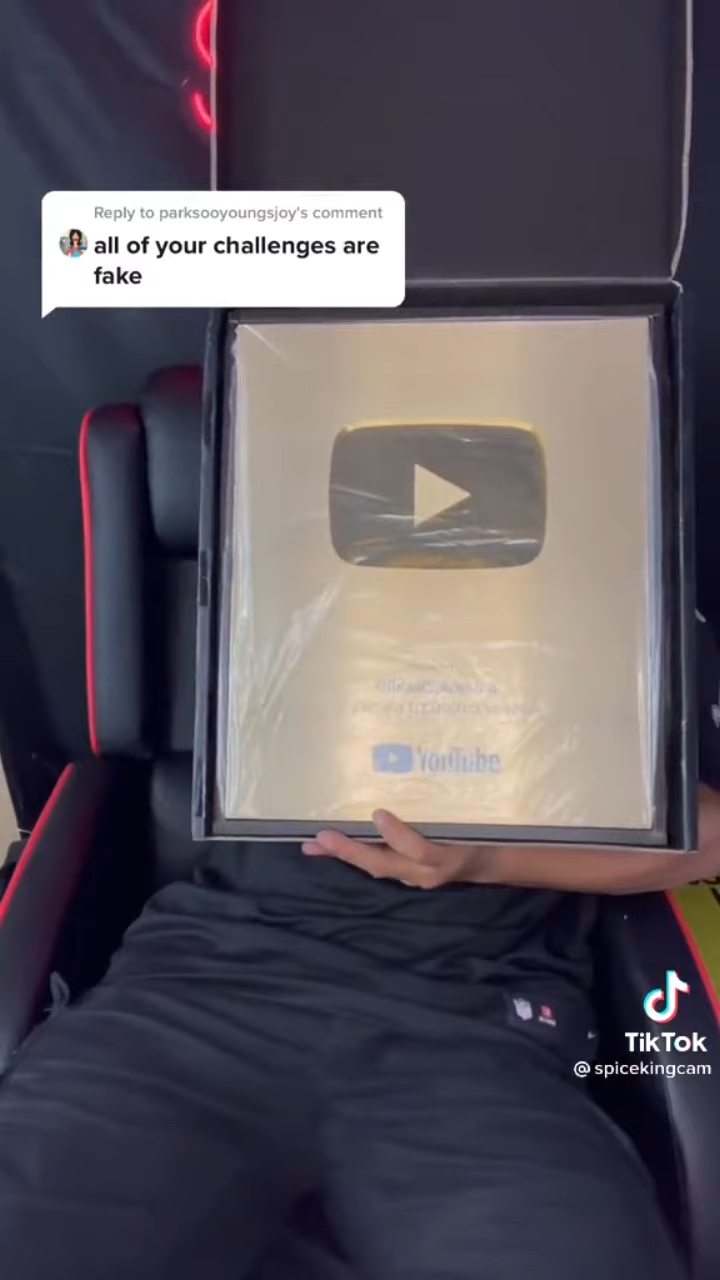 Reply to parksooyoungsjoy's comment
all of your challenges are
fake
YouTube
TikTok
@spicekingcam